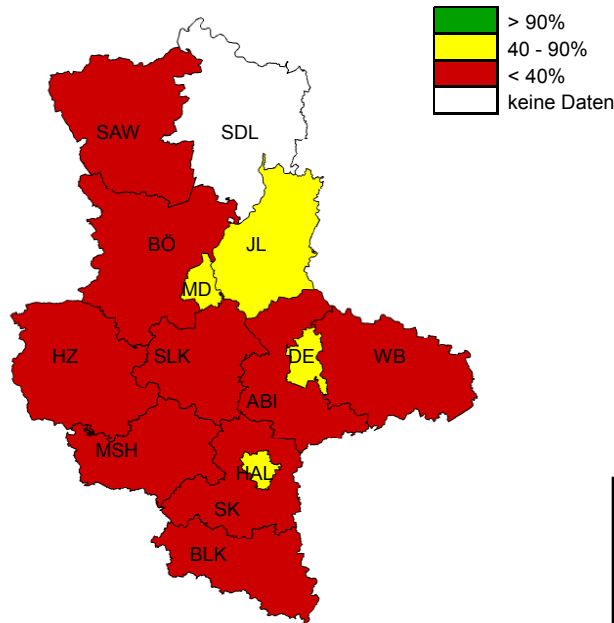 > 90%
40 - 90%
< 40%
keine Daten
SAW
SDL
BÖ
JL
MD
HZ
SLK
DE
WB
ABI
MSH
HAL
SK
BLK